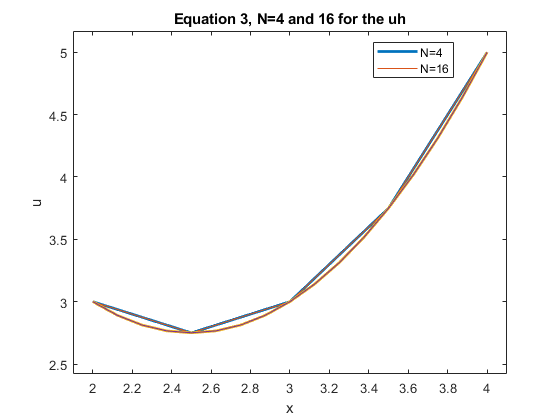 Equation 3, N=4 and 16 for the uh
N=4
N=16
5
4.5
4
3.5
3
2.5
u
2 2.2 2.4 2.6 2.8 3 3.2 3.4 3.6 3.8 4
x